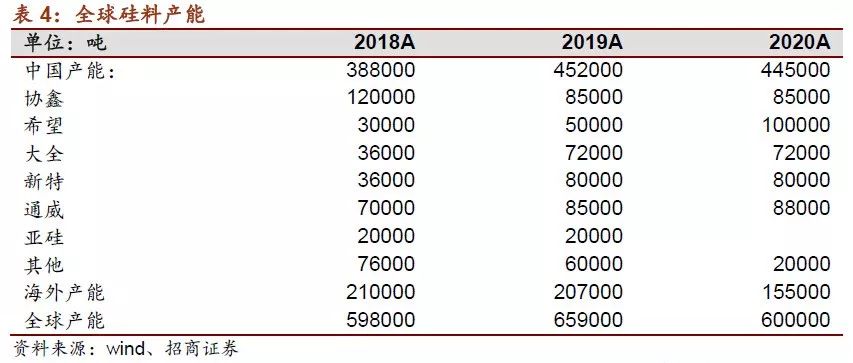 表 4：全球硅料产能
单位：吨 2018A 2019A 2020A
中国产能： 388000 452000 445000
协鑫 120000 85000 85000
希望 30000 50000 100000
大全 36000 72000 72000
新特 36000 80000 80000
通威 70000 85000 88000
亚硅 20000 20000
其他 76000 60000 20000
海外产能 210000 207000 155000
全球产能 598000 659000 600000
资料来源：wind、招商证券